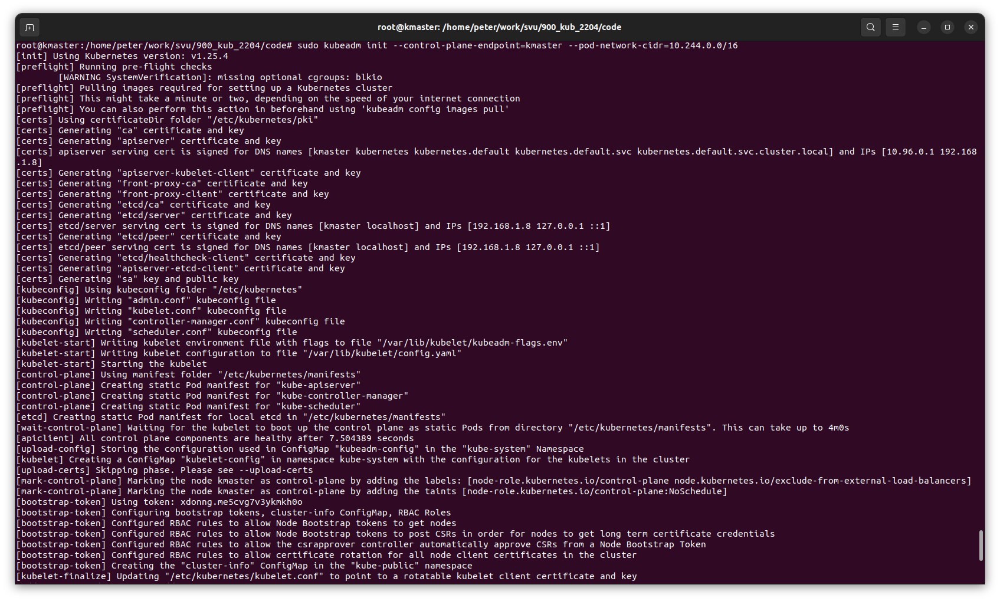 root@kmaster: /home/peter/work/svu/900_kub_2204/code
root@kmaster:/home/peter/work/svu/900_kub_2204/code# sudo kubeadm init --control-plane-endpoint=kmaster --pod-network-cidr=10.244.0.0/16
[init] Using Kubernetes version: v1.25.4
[preflight] Running pre-flight checks
        [WARNING SystemVerification]: missing optional cgroups: blkio
[preflight] Pulling images required for setting up a Kubernetes cluster
[preflight] This might take a minute or two, depending on the speed of your internet connection
[preflight] You can also perform this action in beforehand using 'kubeadm config images pull'
[certs] Using certificateDir folder "/etc/kubernetes/pki"
[certs] Generating "ca" certificate and key
[certs] Generating "apiserver" certificate and key
[certs] apiserver serving cert is signed for DNS names [kmaster kubernetes kubernetes.default kubernetes.default.svc kubernetes.default.svc.cluster.local] and IPs [10.96.0.1 192.168
.1.8]
[certs] Generating "apiserver-kubelet-client" certificate and key
[certs] Generating "front-proxy-ca" certificate and key
[certs] Generating "front-proxy-client" certificate and key
[certs] Generating "etcd/ca" certificate and key
[certs] Generating "etcd/server" certificate and key
[certs] etcd/server serving cert is signed for DNS names [kmaster localhost] and IPs [192.168.1.8 127.0.0.1 ::1]
[certs] Generating "etcd/peer" certificate and key
[certs] etcd/peer serving cert is signed for DNS names [kmaster localhost] and IPs [192.168.1.8 127.0.0.1 ::1]
[certs] Generating "etcd/healthcheck-client" certificate and key
[certs] Generating "apiserver-etcd-client" certificate and key
[certs] Generating "sa" key and public key
[kubeconfig] Using kubeconfig folder "/etc/kubernetes"
[kubeconfig] Writing "admin.conf" kubeconfig file
[kubeconfig] Writing "kubelet.conf" kubeconfig file
[kubeconfig] Writing "controller-manager.conf" kubeconfig file
[kubeconfig] Writing "scheduler.conf" kubeconfig file
[kubelet-start] Writing kubelet environment file with flags to file "/var/lib/kubelet/kubeadm-flags.env"
[kubelet-start] Writing kubelet configuration to file "/var/lib/kubelet/config.yaml"
[kubelet-start] Starting the kubelet
[control-plane] Using manifest folder "/etc/kubernetes/manifests"
[control-plane] Creating static Pod manifest for "kube-apiserver"
[control-plane] Creating static Pod manifest for "kube-controller-manager"
[control-plane] Creating static Pod manifest for "kube-scheduler"
[etcd] Creating static Pod manifest for local etcd in "/etc/kubernetes/manifests"
[wait-control-plane] Waiting for the kubelet to boot up the control plane as static Pods from directory "/etc/kubernetes/manifests". This can take up to 4m0s
[apiclient] All control plane components are healthy after 7.504389 seconds
[upload-config] Storing the configuration used in ConfigMap "kubeadm-config" in the "kube-system" Namespace
[kubelet] Creating a ConfigMap "kubelet-config" in namespace kube-system with the configuration for the kubelets in the cluster
[upload-certs] Skipping phase. Please see --upload-certs
[mark-control-plane] Marking the node kmaster as control-plane by adding the labels: [node-role.kubernetes.io/control-plane node.kubernetes.io/exclude-from-external-load-balancers]
[mark-control-plane] Marking the node kmaster as control-plane by adding the taints [node-role.kubernetes.io/control-plane:NoSchedule]
[bootstrap-token] Using token: xdonng.me5cvg7v3ykmkh0o
[bootstrap-token] Configuring bootstrap tokens, cluster-info ConfigMap, RBAC Roles
[bootstrap-token] Configured RBAC rules to allow Node Bootstrap tokens to get nodes
[bootstrap-token] Configured RBAC rules to allow Node Bootstrap tokens to post CSRs in order for nodes to get long term certificate credentials
[bootstrap-token] Configured RBAC rules to allow the csrapprover controller automatically approve CSRs from a Node Bootstrap Token
[bootstrap-token] Configured RBAC rules to allow certificate rotation for all node client certificates in the cluster
[bootstrap-token] Creating the "cluster-info" ConfigMap in the "kube-public" namespace
[kubelet-finalize] Updating "/etc/kubernetes/kubelet.conf" to point to a rotatable kubelet client certificate and key